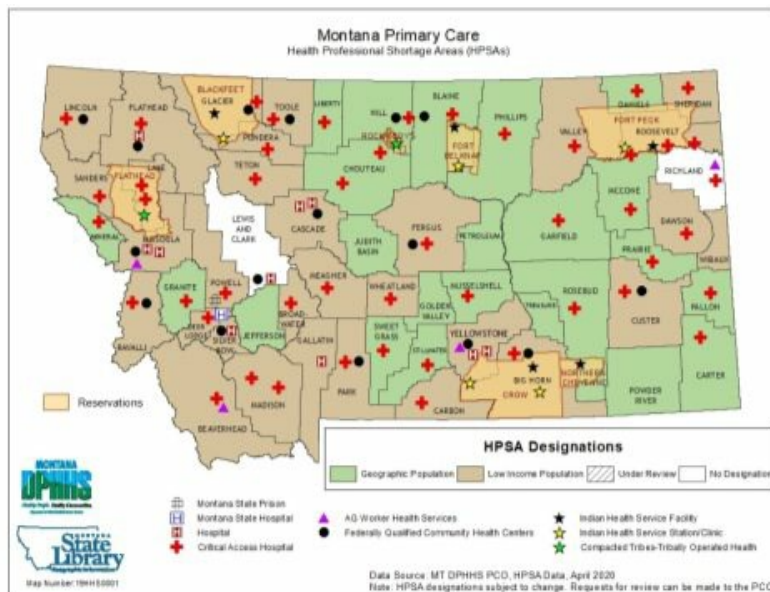 Montana Primary Care
Health Professional Shortage Areas (HPSAs)
LINCOLN
FLATHEAD
BLACKFEET
GLACIER
TOOLE
LIBERTY
HILL
BLAINE
PHILLIPS
DANIELS
SHERIDAN
FORT PECK
ROOSEVELT
VALLEY
PONDERA
ROCKY BOYS
FORT
BELKNAP
RICHLAND
SANDERS
LAKE
FLATHEAD
TETON
CHOUTEAU
MCCONE
LEWIS
AND
CLARK
CASCADE
FERGUS
GARFIELD
DAWSON
MINERAL
MISSOULA
JUDITH
BASIN
PETROLEUM
PRAIRIE
WIBAUX
POWELL
GRANITE
MEAGHER
WHEATLAND
MUSSELSHELL
GOLDEN
VALLEY
TREASURE
ROSEBUD
CUSTER
FALLON
RAVALLI
DEER
LODGE
SILVER
BOW
JEFFERSON
BROAD
WATER
GALLATIN
SWEET
GRASS
STILLWATER
YELLOWSTONE
BIG HORN
NORTHERN
CHEYENNE
CARTER
PARK
CROW
POWDER
RIVER
BEAVERHEAD
MADISON
CARBON
Reservations
HPSA Designations
Geographic Population
Low Income Population
Under Review
No Designation
MONTANA
DPHHS
Montana State Prison
Montana State Hospital
Hospital
Critical Access Hospital
AG Worker Health Services
Federally Qualified Community Health Centers
Indian Health Service Facility
Indian Health Service Station/Clinic
Compacted Tribes-Tribally Operated Health
MONTANA
State
Library
Map Number:19HHS0001
Data Source: MT DPHHS PCO, HPSA Data, April 2020
Note: HPSA designations subject to change. Requests for review can be made to the PCO